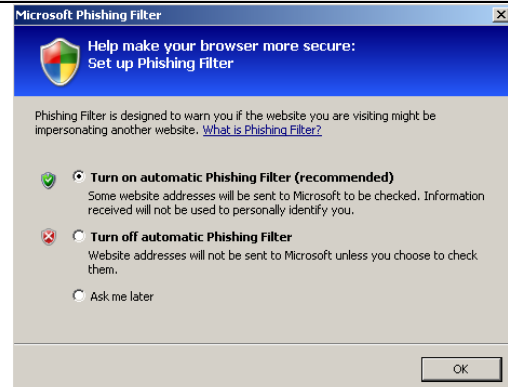 Microsoft Phishing Filter
Help make your browser more secure:
Set up Phishing Filter
Phishing Filter is designed to warn you if the website you are visiting might be
impersonating another website. What is Phishing Filter?
Turn on automatic Phishing Filter (recommended)
Some website addresses will be sent to Microsoft to be checked. Information
received will not be used to personally identify you.
Turn off automatic Phishing Filter
Website addresses will not be sent to Microsoft unless you choose to check
them.
Ask me later
OK